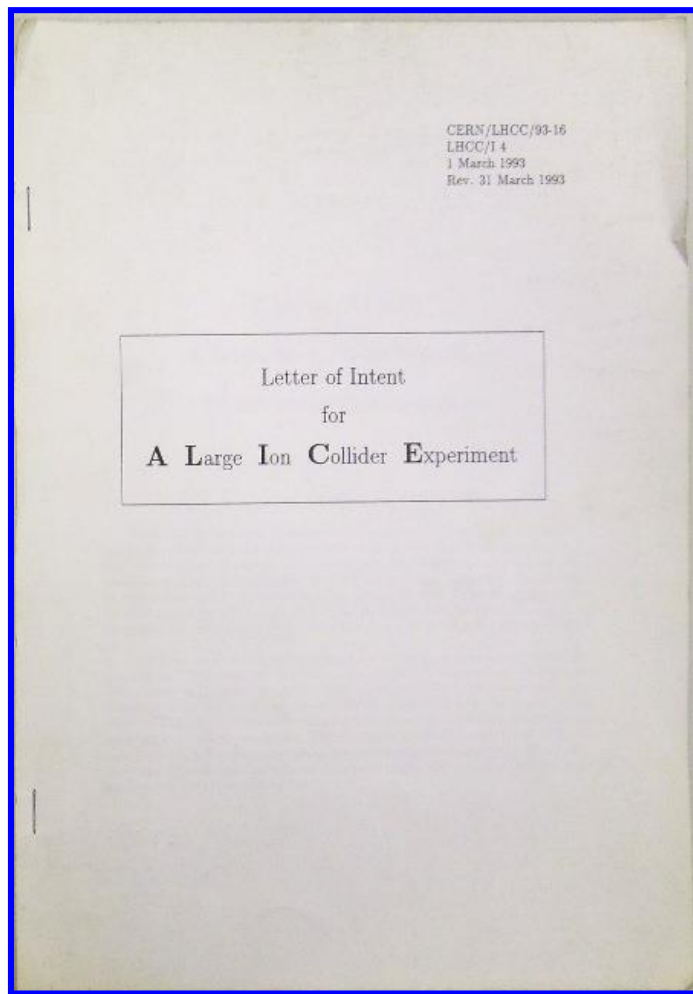 CERN/LHCC/93-16
LHCC/I 4
1 March 1993
Rev. 31 March 1993
Letter of Intent
for
A Large Ion Collider Experiment